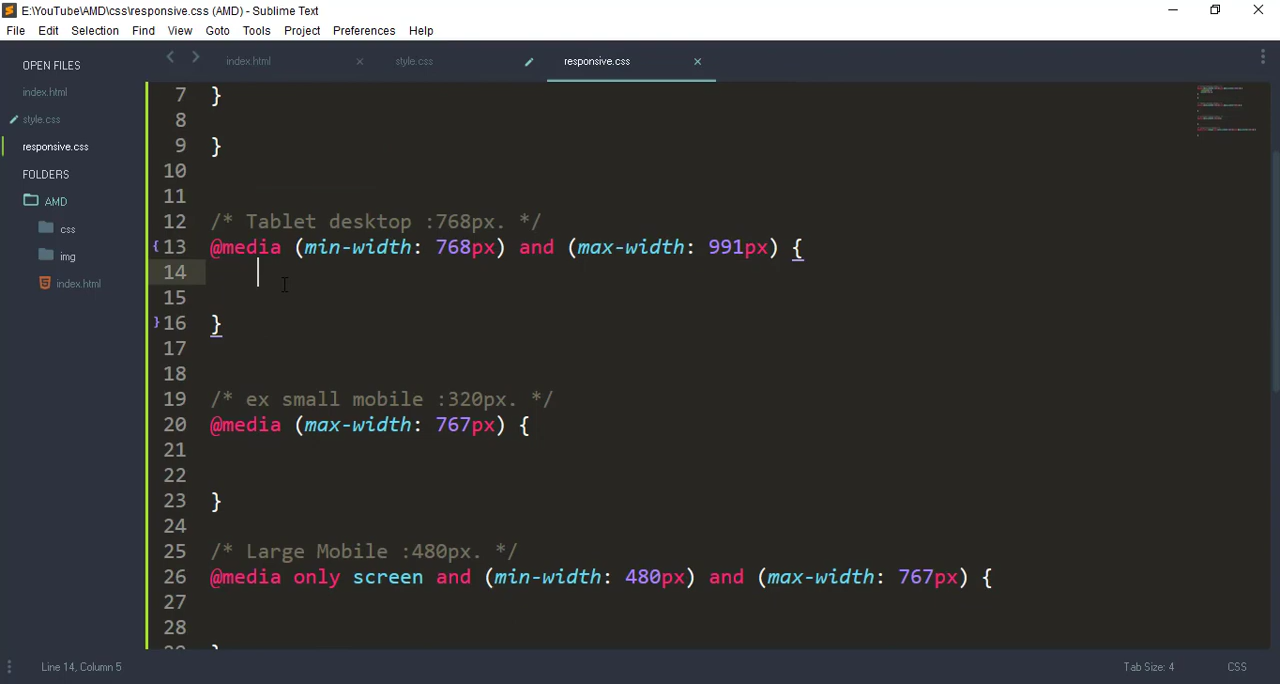 E:\YouTube\AMD\css\responsive.css (AMD) - Sublime Text
File Edit Selection Find View Goto Tools Project Preferences Help
OPEN FILES
index.html
style.css
responsive.css
FOLDERS
AMD
css
img
index.html
index.html style.css responsive.css
7 }
8
9 }
10
11
12 /* Tablet desktop :768px. */
13 @media (min-width: 768px) and (max-width: 991px) {
14
15
16 }
17
18
19 /* ex small mobile :320px. */
20 @media (max-width: 767px) {
21
22
23 }
24
25 /* Large Mobile :480px. */
26 @media only screen and (min-width: 480px) and (max-width: 767px) {
27
28
Line 14, Column 5 Tab Size: 4 CSS